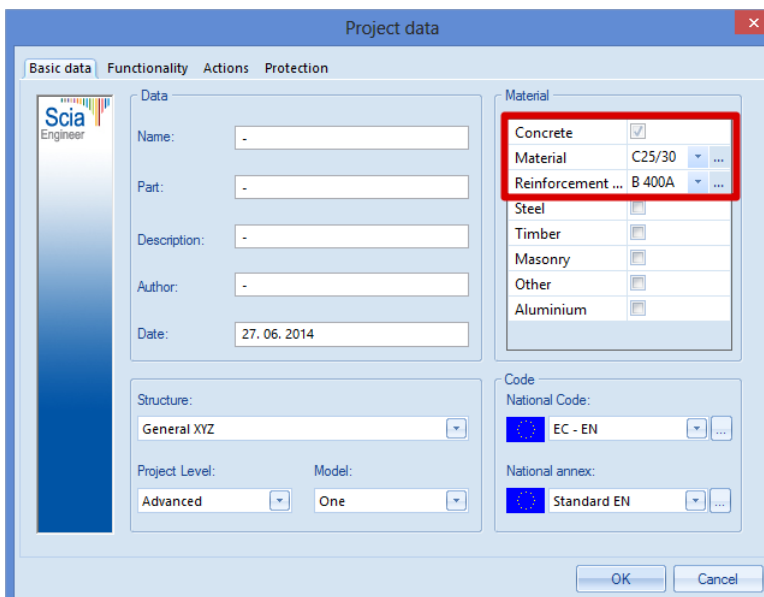 Project data
Basic data Functionality Actions Protection
Scia
Engineer
Data
Name: -
Part: -
Description: -
Author: -
Date: 27. 06. 2014
Material
Concrete
Material C25/30 ...
Reinforcement ... B 400A ...
Steel
Timber
Masonry
Other
Aluminium
Structure:
General XYZ
Project Level: Model:
Advanced One
Code
National Code:
EC - EN ...
National annex:
Standard EN ...
OK Cancel